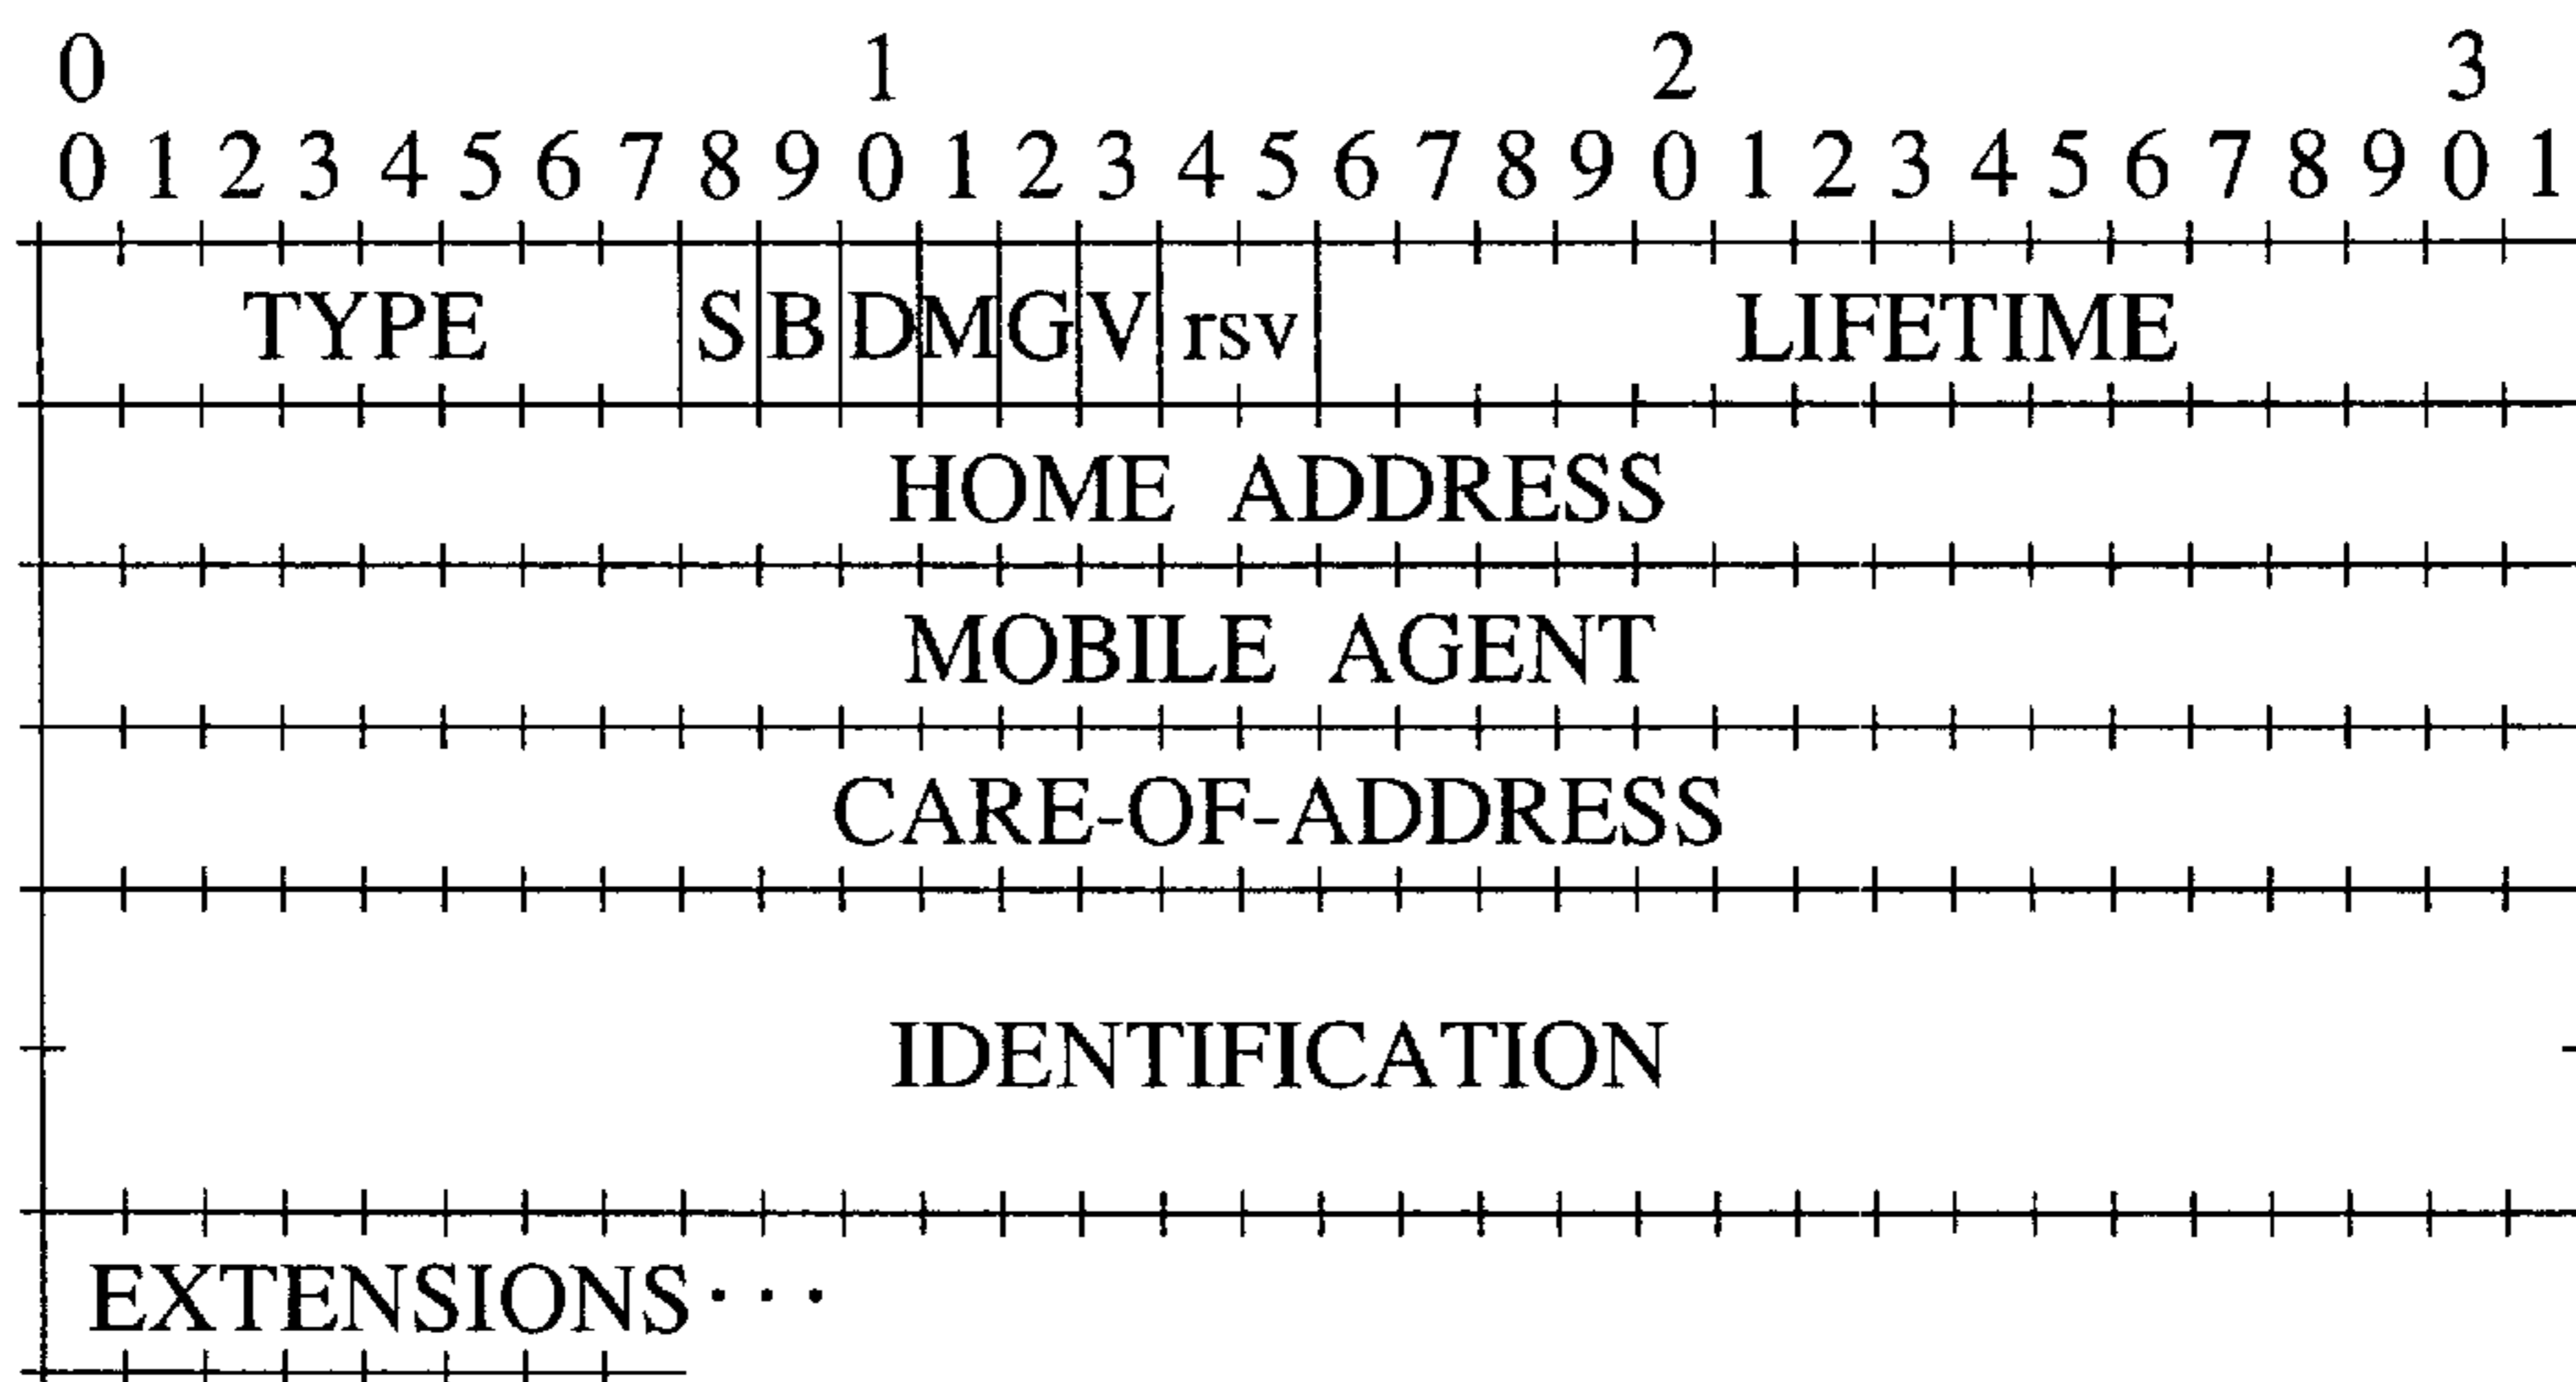 0 1 2 3
0 1 2 3 4 5 6 7 8 9 0 1 2 3 4 5 6 7 8 9 0 1 2 3 4 5 6 7 8 9 0 1
TYPE S B D M G V rsv LIFETIME
HOME ADDRESS
MOBILE AGENT
CARE-OF-ADDRESS
IDENTIFICATION
EXTENSIONS···